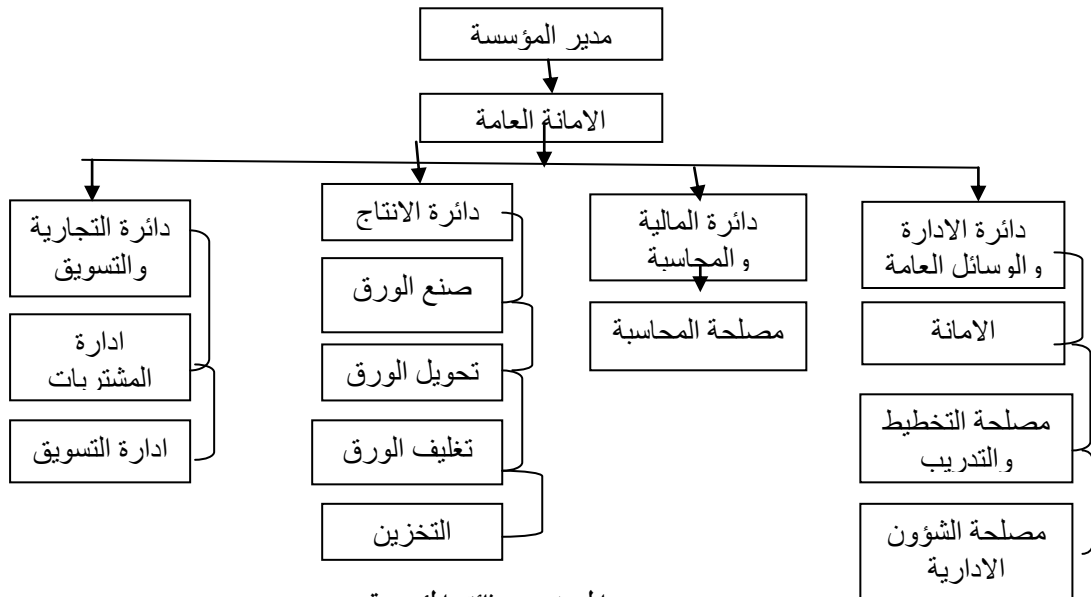 مدير المؤسسة
الامانة العامة
دائرة الادارة
والوسائل العامة
الامانة
مصلحة التخطيط
والتدريب
مصلحة الشؤون
الادارية
دائرة المالية
والمحاسبة
مصلحة المحاسبة
دائرة الانتاج
صنع الورق
تحويل الورق
تغليف الورق
التخزين
دائرة التجارية
والتسويق
ادارة
المشتريات
ادارة التسويق